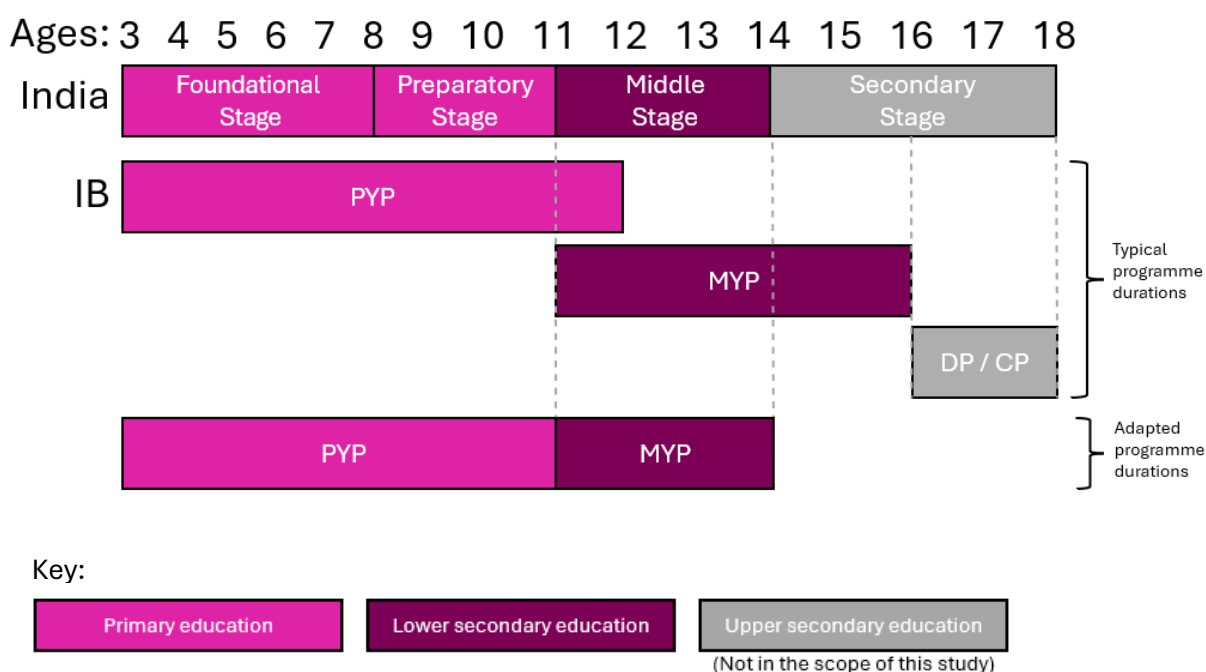 Ages: 3 4 5 6 7 8 9 10 11 12 13 14 15 16 17 18
India
Foundational
Stage
Preparatory
Stage
Middle
Stage
Secondary
Stage
IB
PYP
MYP
DP / CP
Typical
programme
durations
PYP
MYP
Adapted
programme
durations
Key:
Primary education
Lower secondary education
Upper secondary education
(Not in the scope of this study)